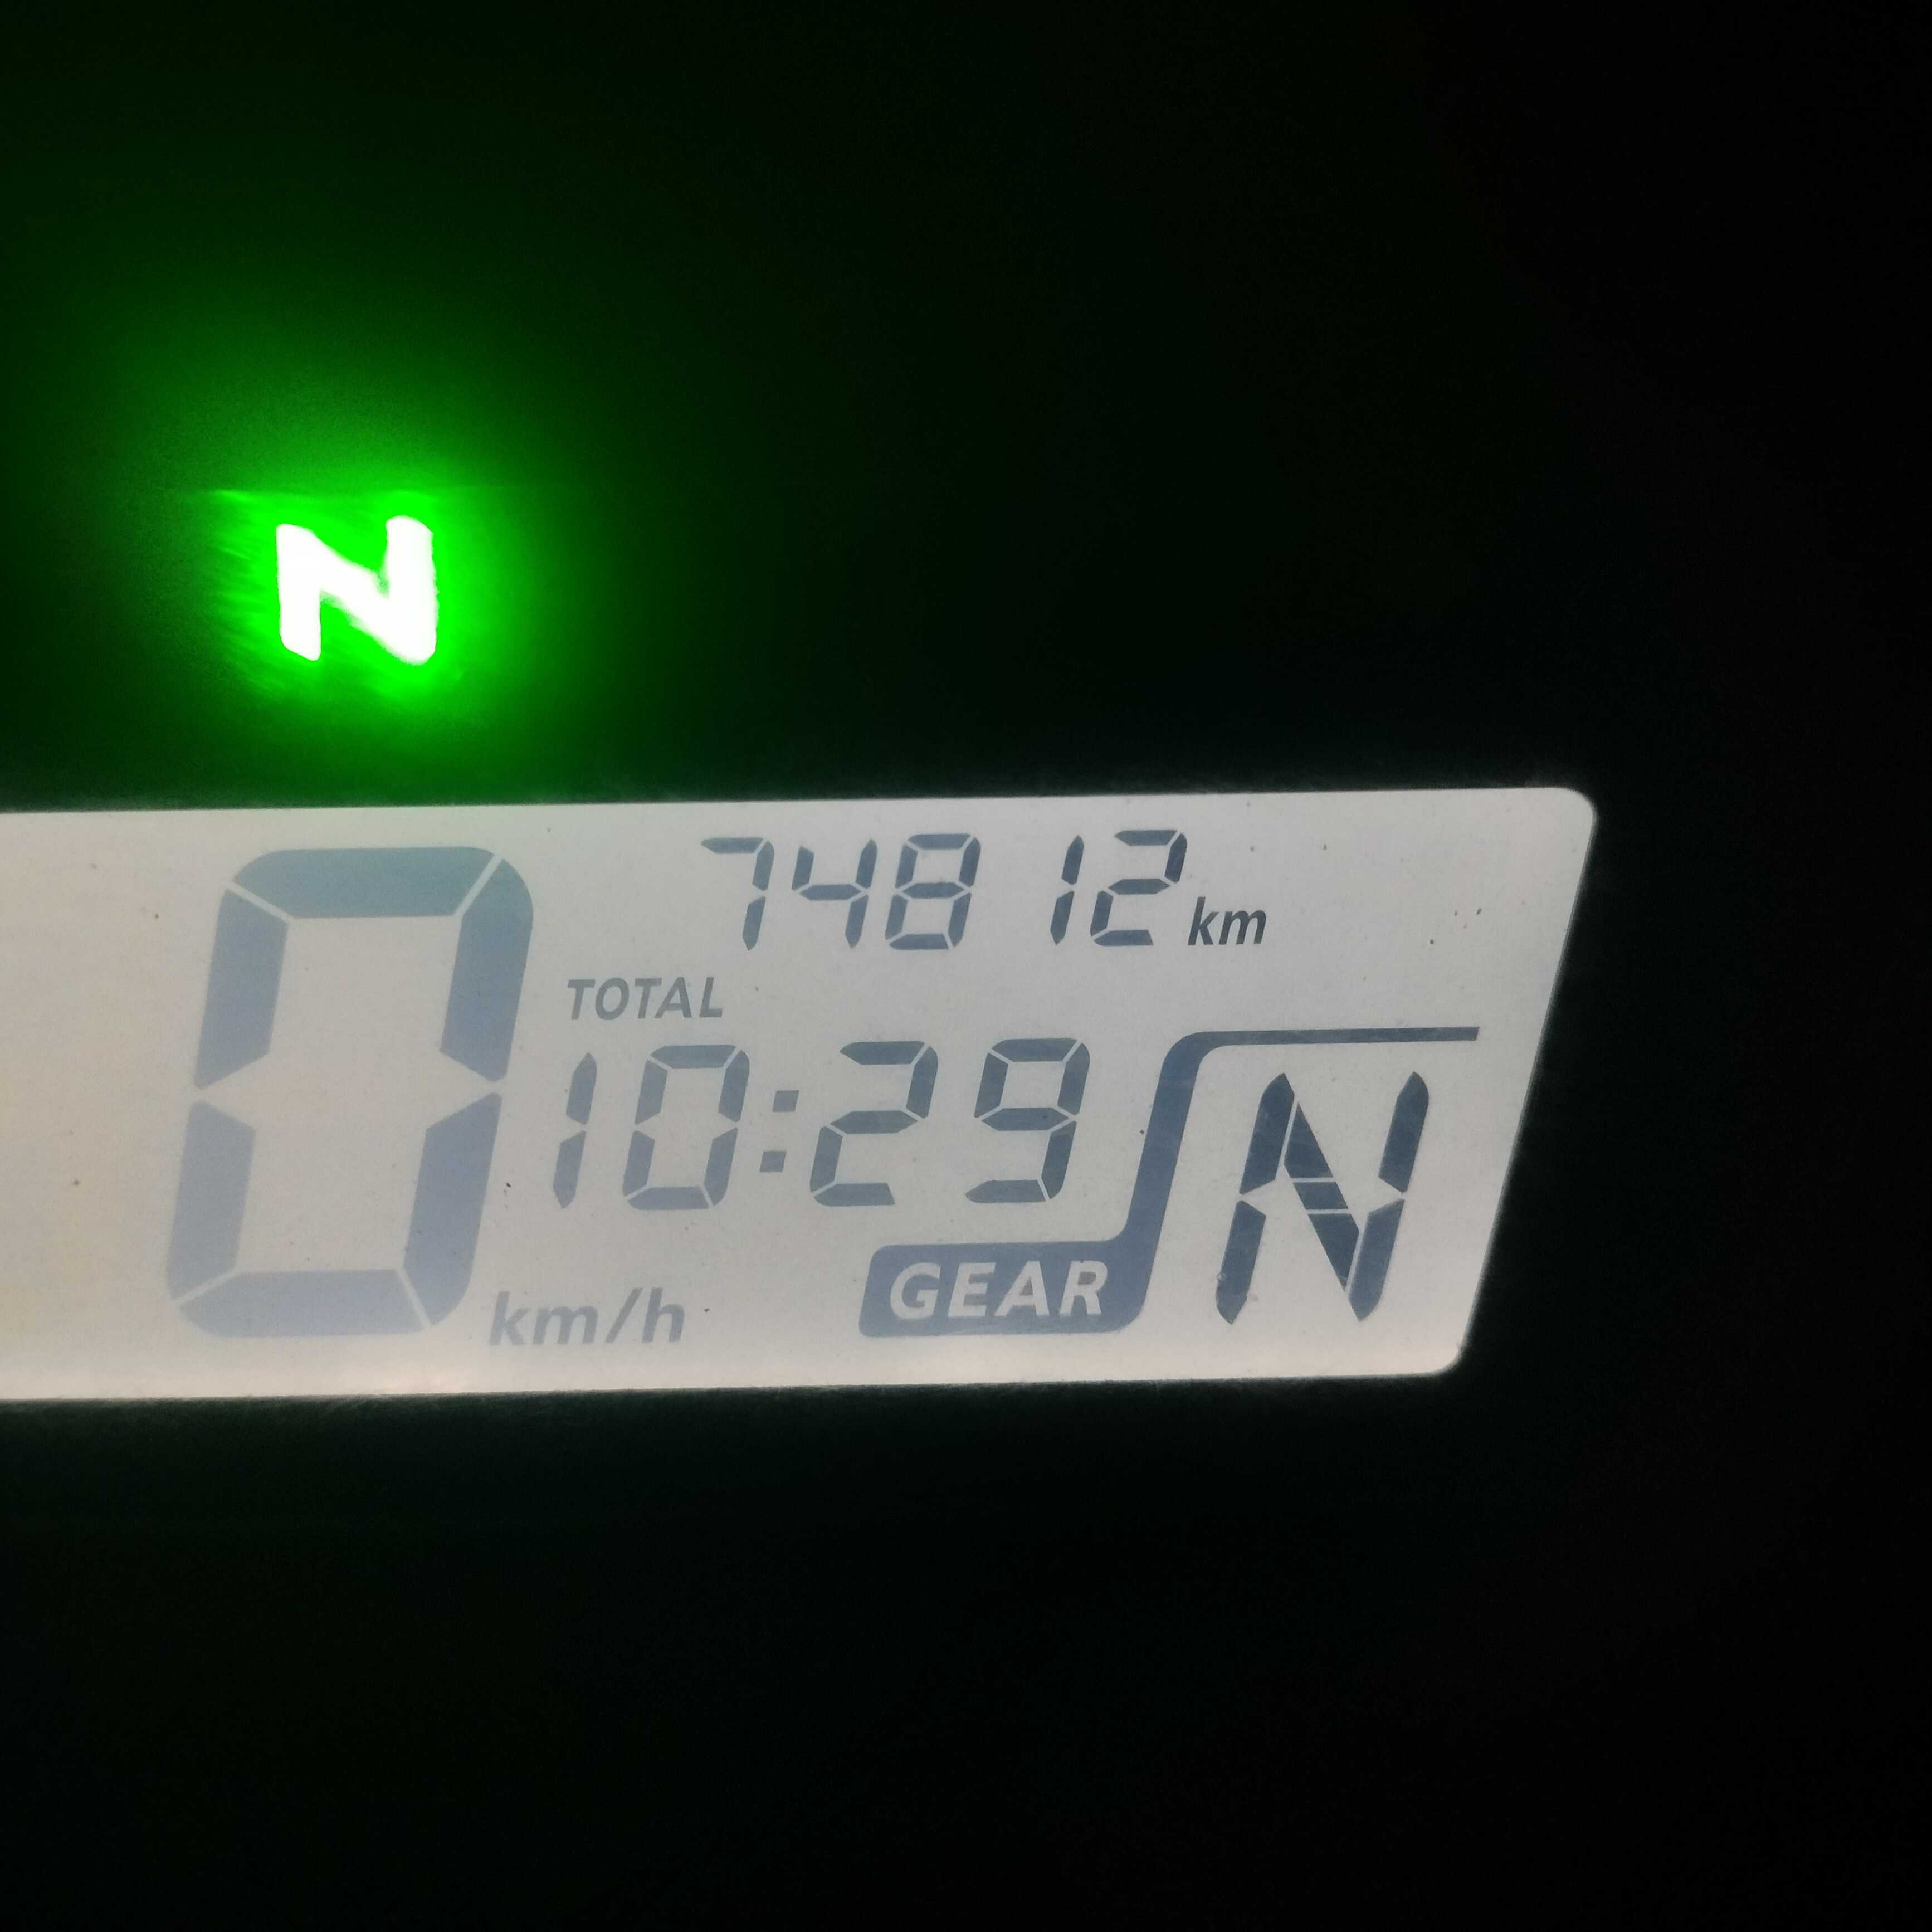 N
74812 km
TOTAL
10:29
0 km/h
GEAR N